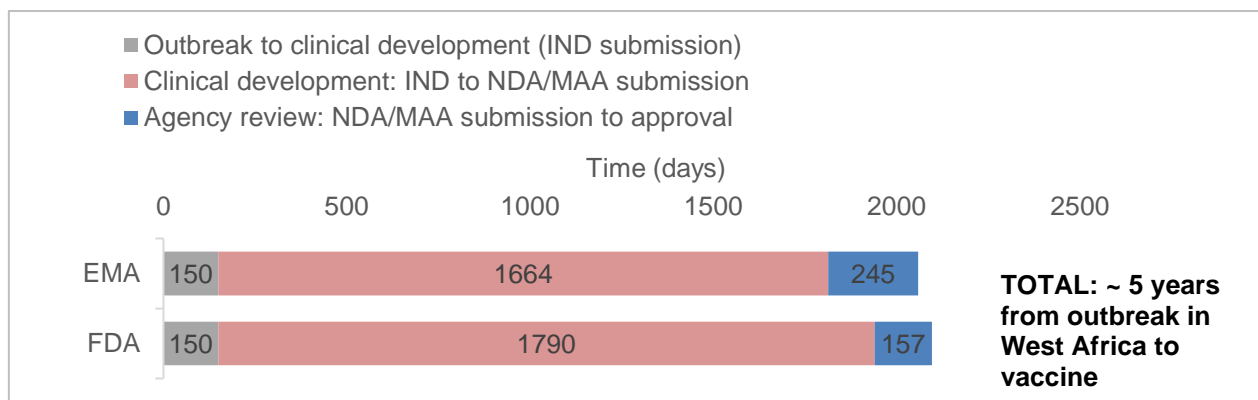 Outbreak to clinical development (IND submission)
Clinical development: IND to NDA/MAA submission
Agency review: NDA/MAA submission to approval
Time (days)
0 500 1000 1500 2000 2500
EMA 150 1664 245
FDA 150 1790 157
TOTAL: ~ 5 years
from outbreak in
West Africa to
vaccine